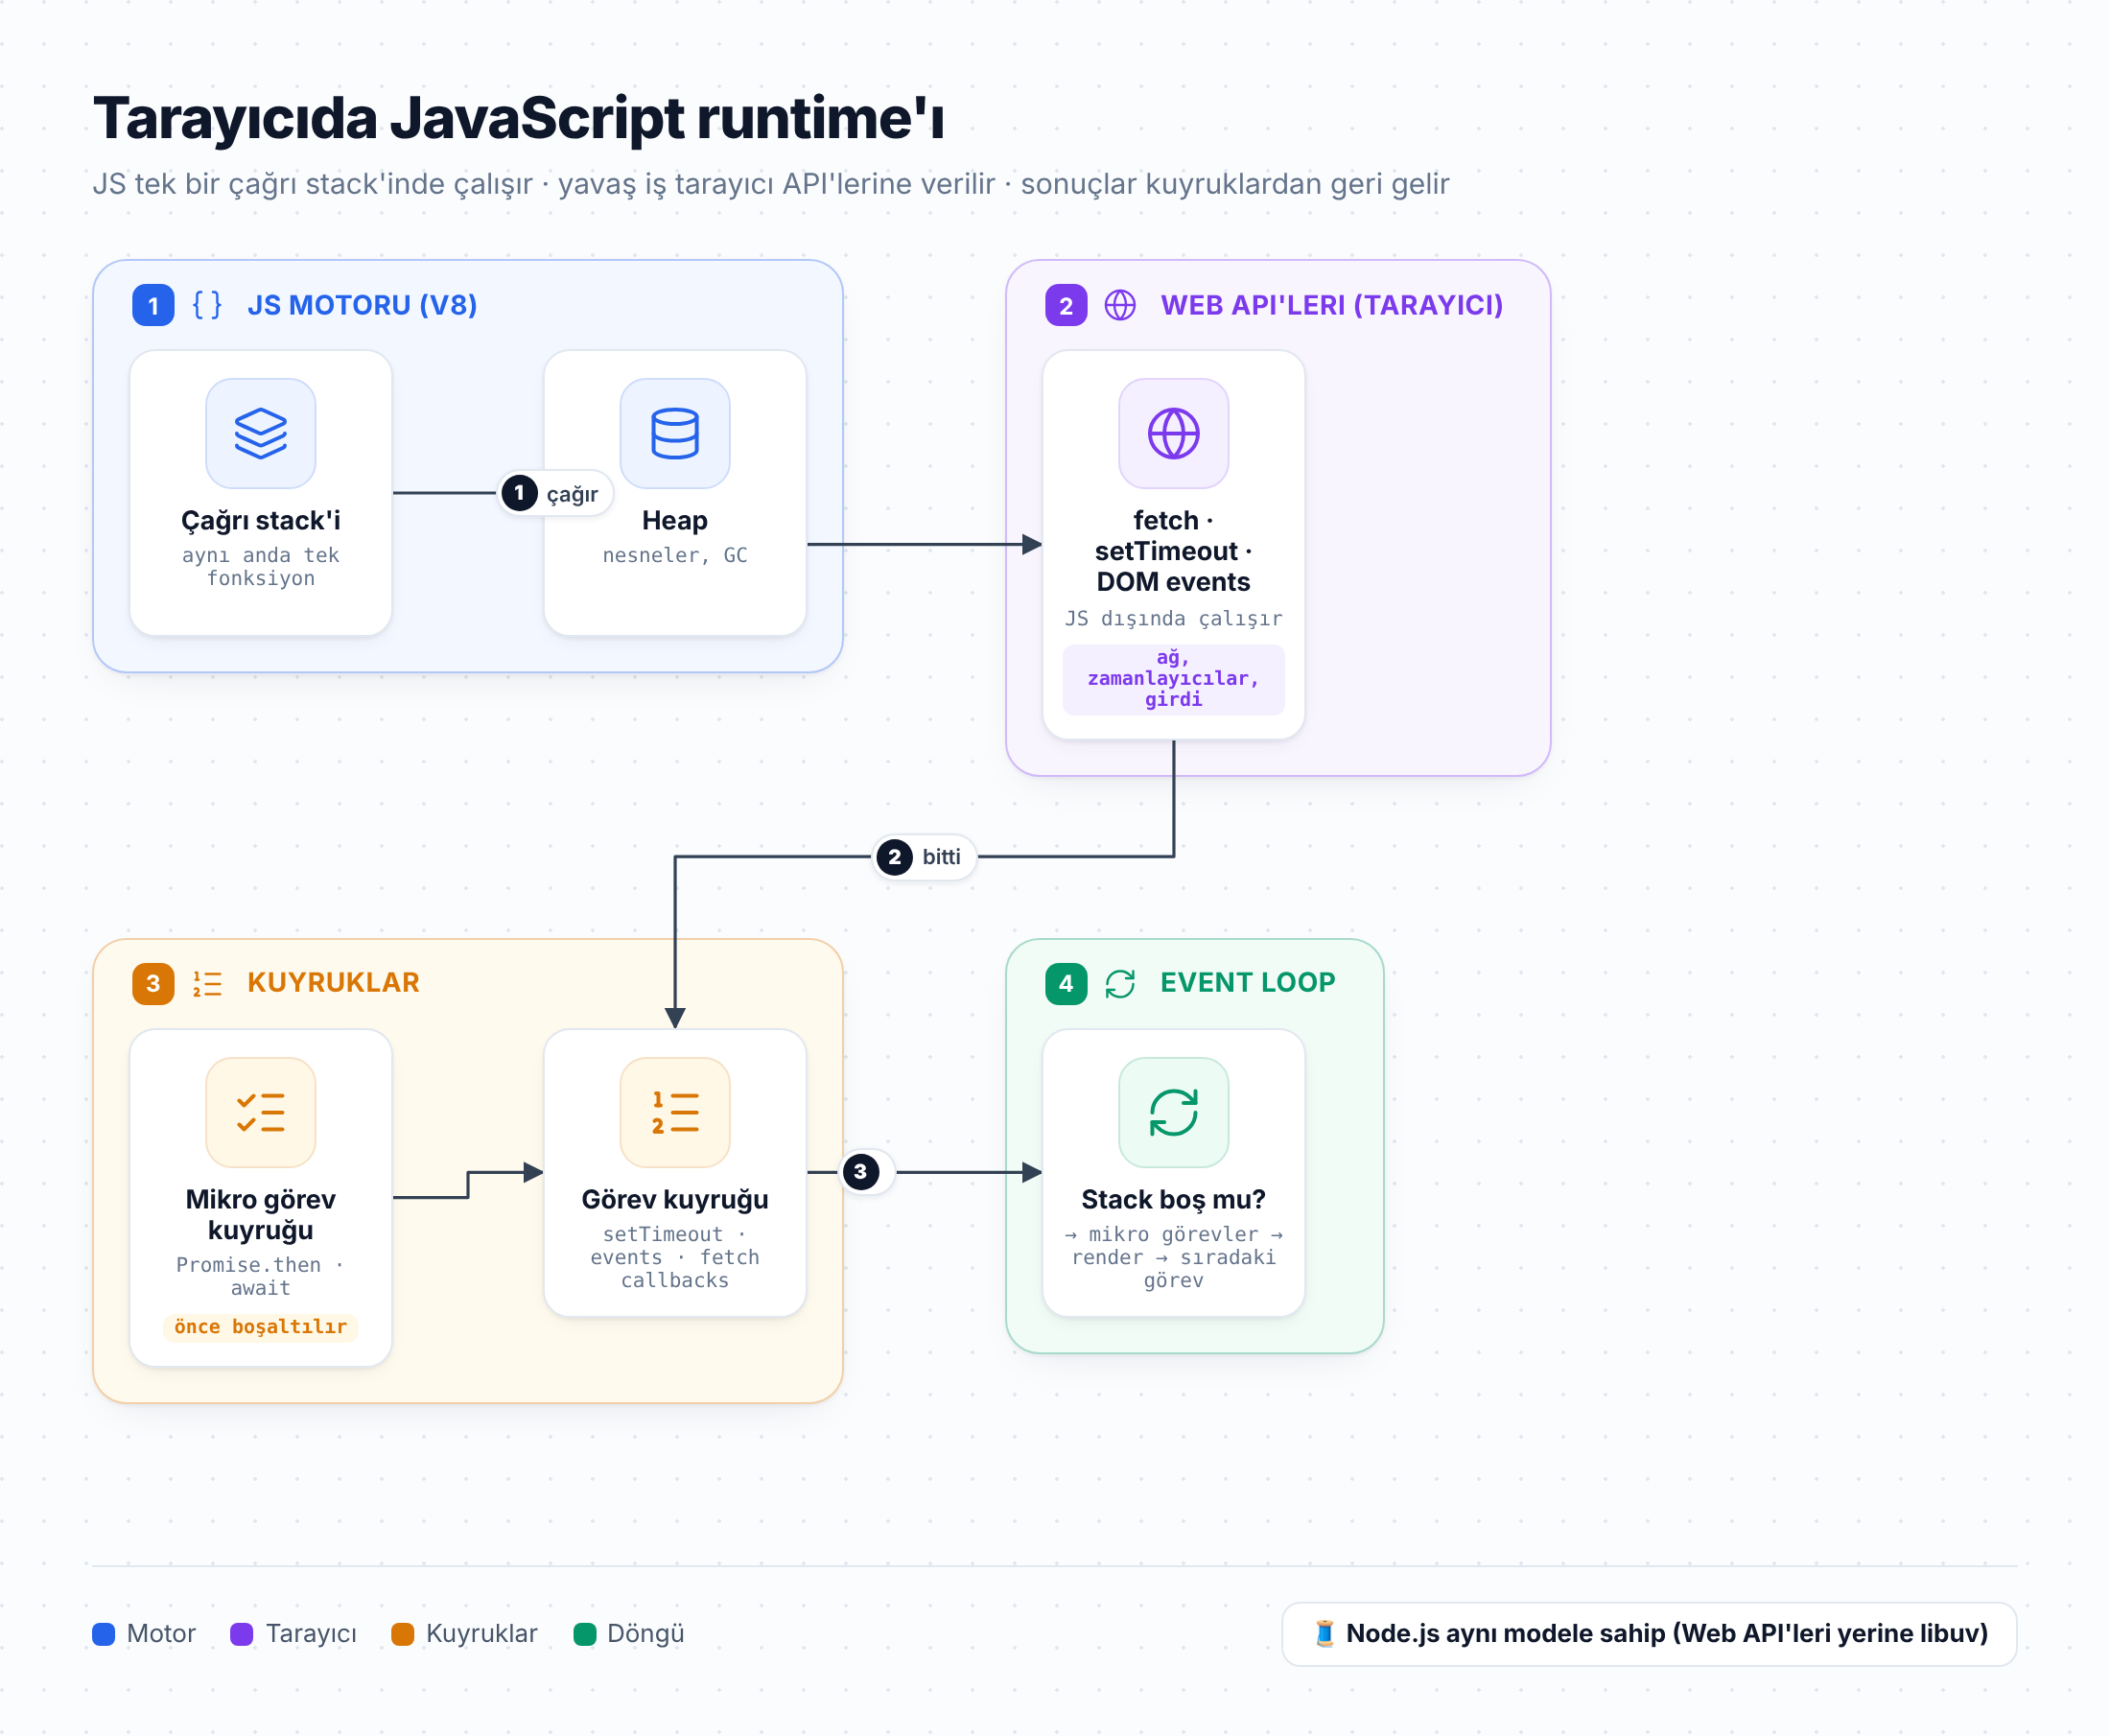 Tarayıcıda JavaScript runtime'ı
JS tek bir çağrı stack'inde çalışır · yavaş iş tarayıcı API'lerine verilir · sonuçlar kuyruklardan geri gelir
1 { } JS MOTORU (V8)
Çağrı stack'i
aynı anda tek
fonksiyon
1 çağır
Heap
nesneler, GC
2 WEB API'LERI (TARAYICI)
fetch ·
setTimeout ·
DOM events
JS dışında çalışır
ağ,
zamanlayıcılar,
girdi
2 bitti
3 KUYRUKLAR
Mikro görev
kuyruğu
Promise.then ·
await
önce boşaltılır
Görev kuyruğu
setTimeout ·
events · fetch
callbacks
3
4 EVENT LOOP
Stack boş mu?
→ mikro görevler →
render → sıradaki
görev
Motor
Tarayıcı
Kuyruklar
Döngü
🧵 Node.js aynı modele sahip (Web API'leri yerine libuv)